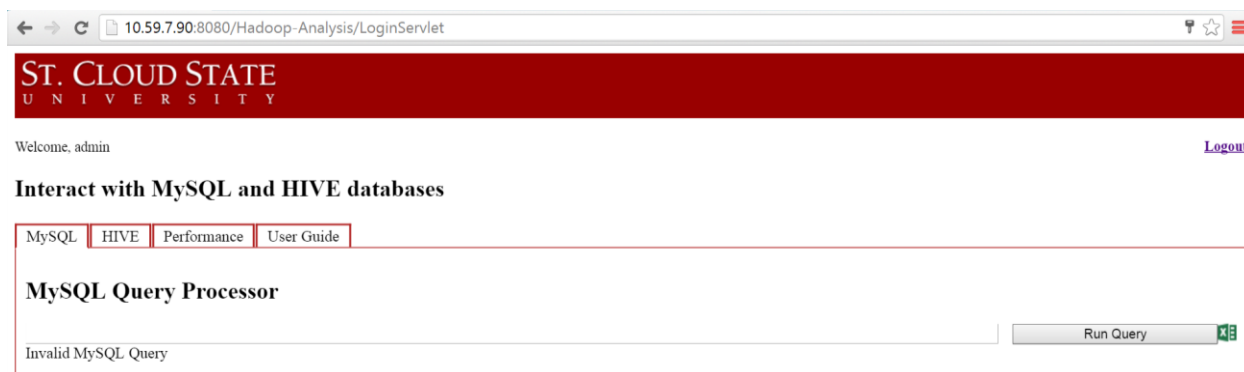 10.59.7.90:8080/Hadoop-Analysis/LoginServlet
ST. CLOUD STATE
UNIVERSITY
Welcome, admin Logout
Interact with MySQL and HIVE databases
MySQL HIVE Performance User Guide
MySQL Query Processor
Run Query
Invalid MySQL Query